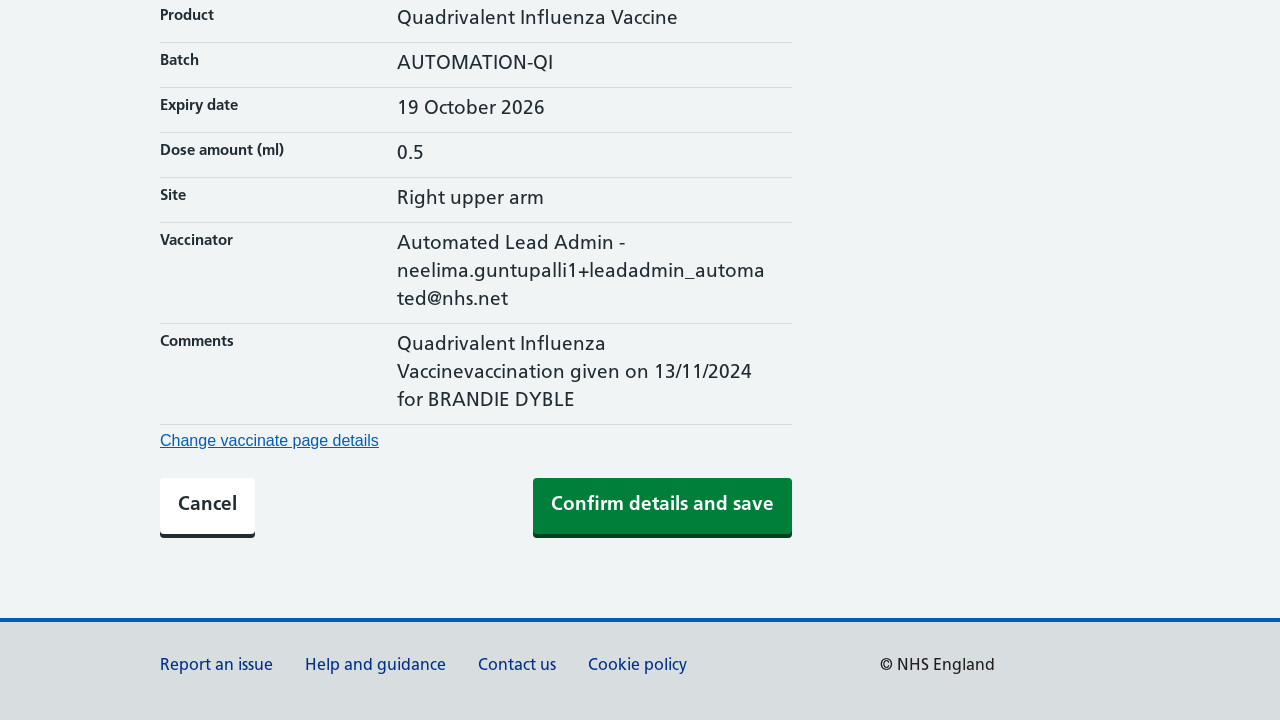 Product
Quadrivalent Influenza Vaccine
Batch
AUTOMATION-QI
Expiry date
19 October 2026
Dose amount (ml)
0.5
Site
Right upper arm
Vaccinator
Automated Lead Admin -
neelima.guntupalli1+leadadmin_automa
ted@nhs.net
Comments
Quadrivalent Influenza
Vaccinevaccination given on 13/11/2024
for BRANDIE DYBLE
Change vaccinate page details
Cancel
Confirm details and save
Report an issue
Help and guidance
Contact us
Cookie policy
© NHS England